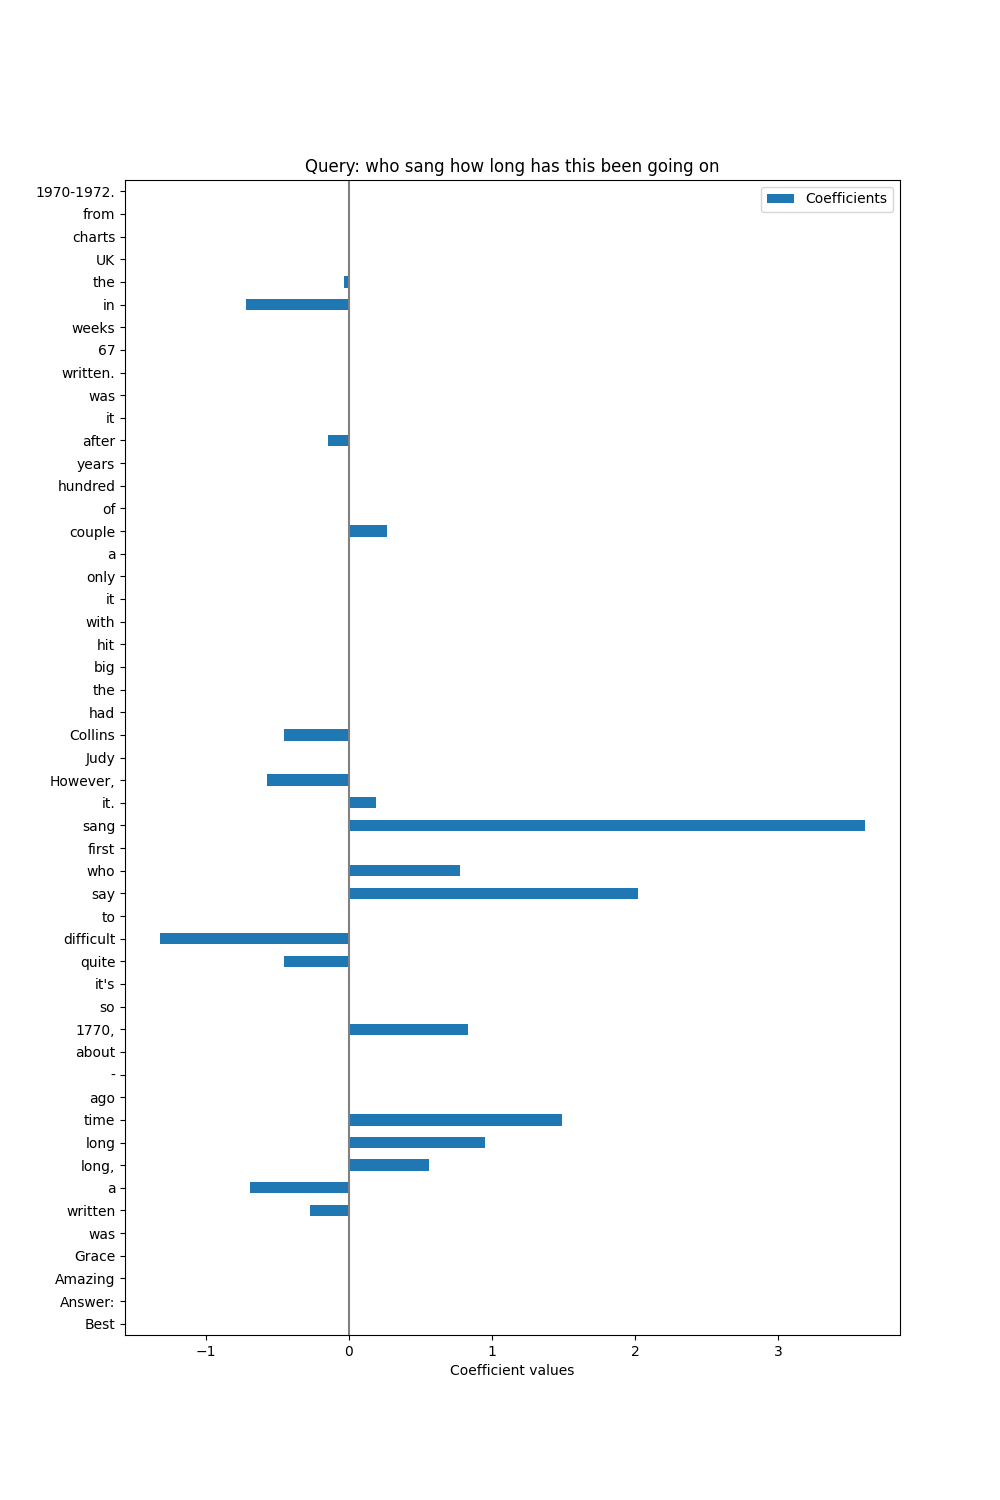 Query: who sang how long has this been going on
Coefficients
1970-1972.
from
charts
UK
the
in
weeks
67
written.
was
it
after
years
hundred
of
couple
a
only
it
with
hit
big
the
had
Collins
Judy
However,
it.
sang
first
who
say
to
difficult
quite
it's
so
1770,
about
-
ago
time
long
long,
a
written
was
Grace
Amazing
Answer:
Best
−1 0 1 2 3
Coefficient values